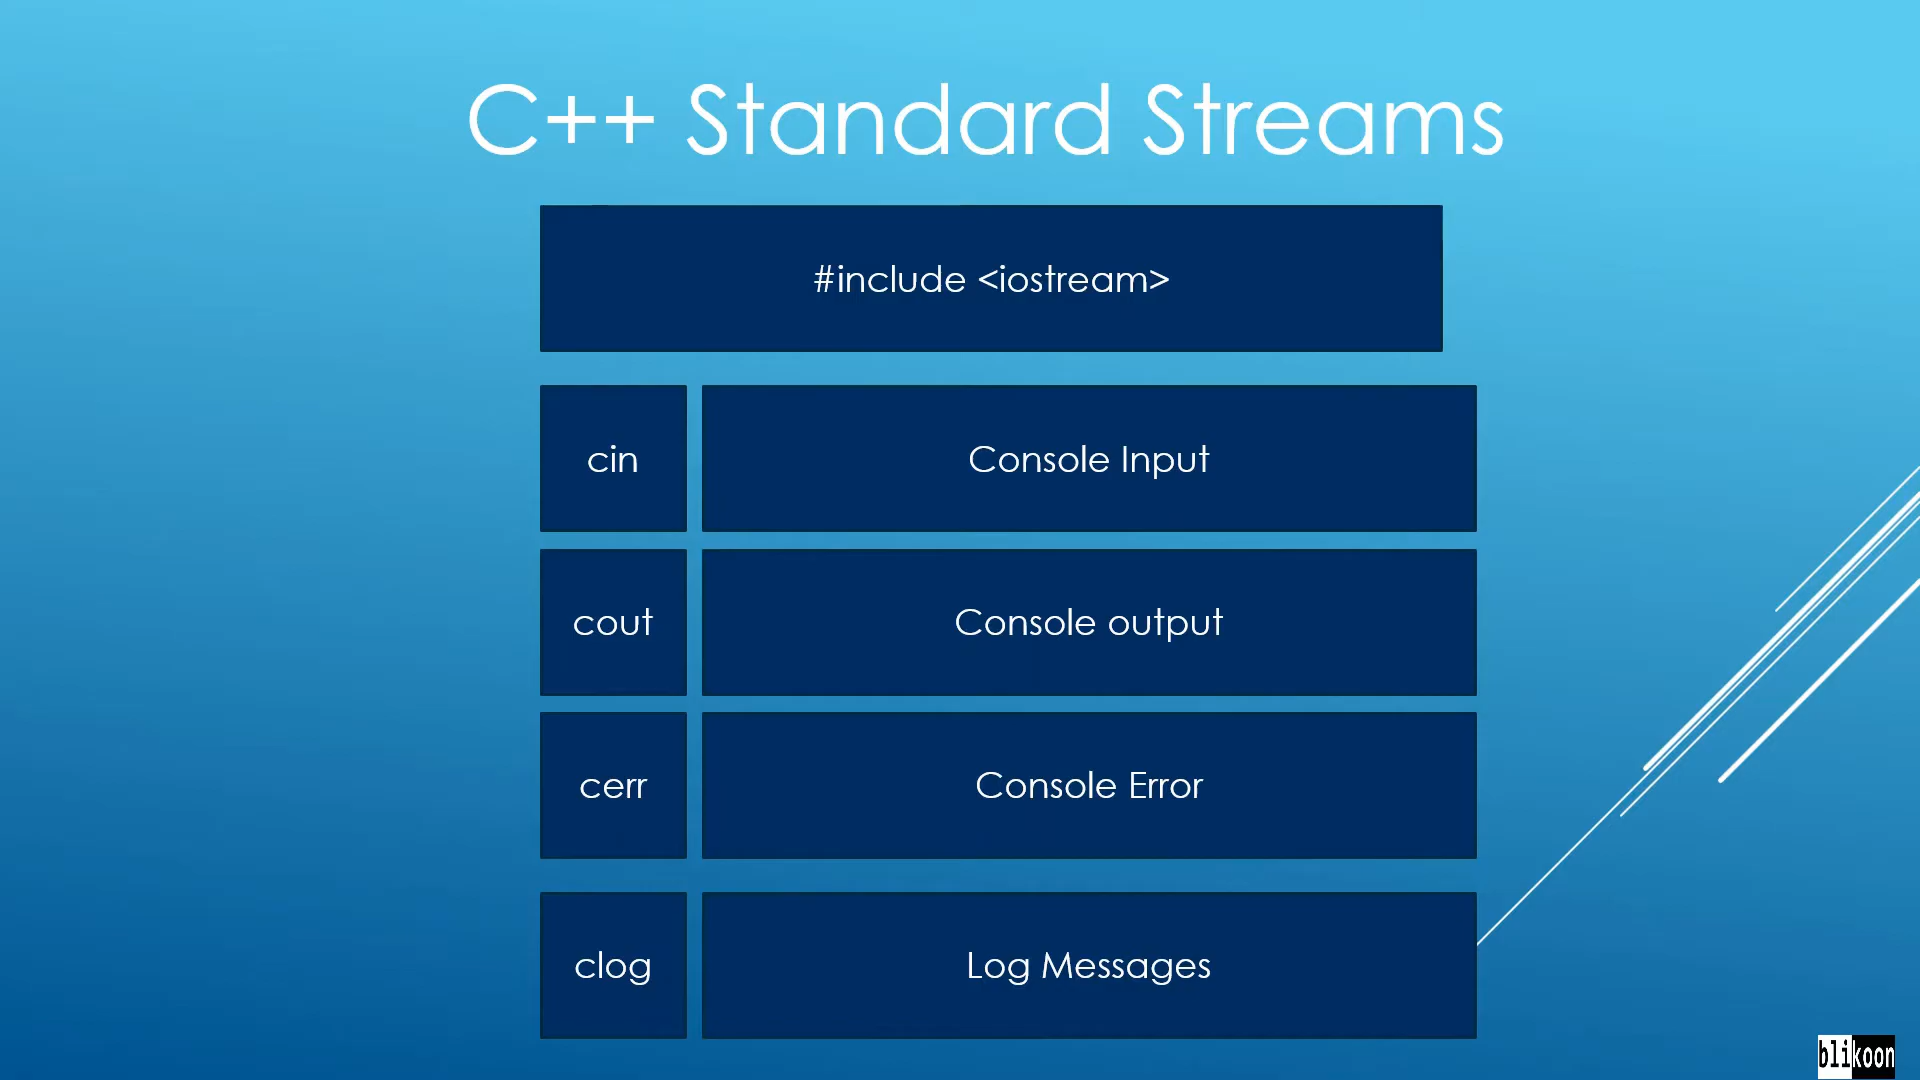 C++ Standard Streams
#include <iostream>
cin Console Input
cout Console output
cerr Console Error
clog Log Messages
blikoon